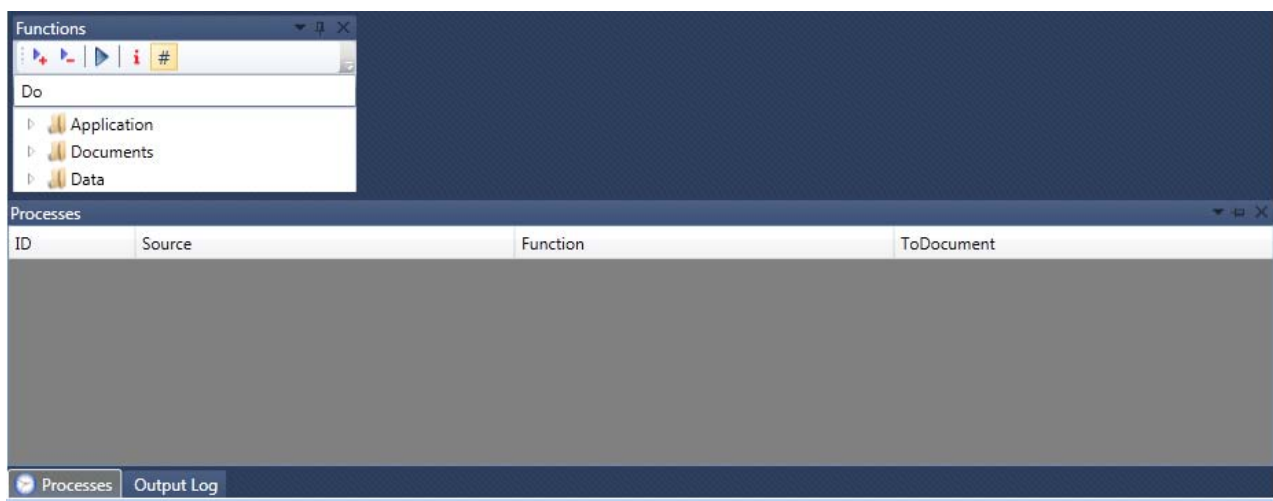 Functions
i #
Do
Application
Documents
Data
Processes
ID Source Function ToDocument
Processes Output Log